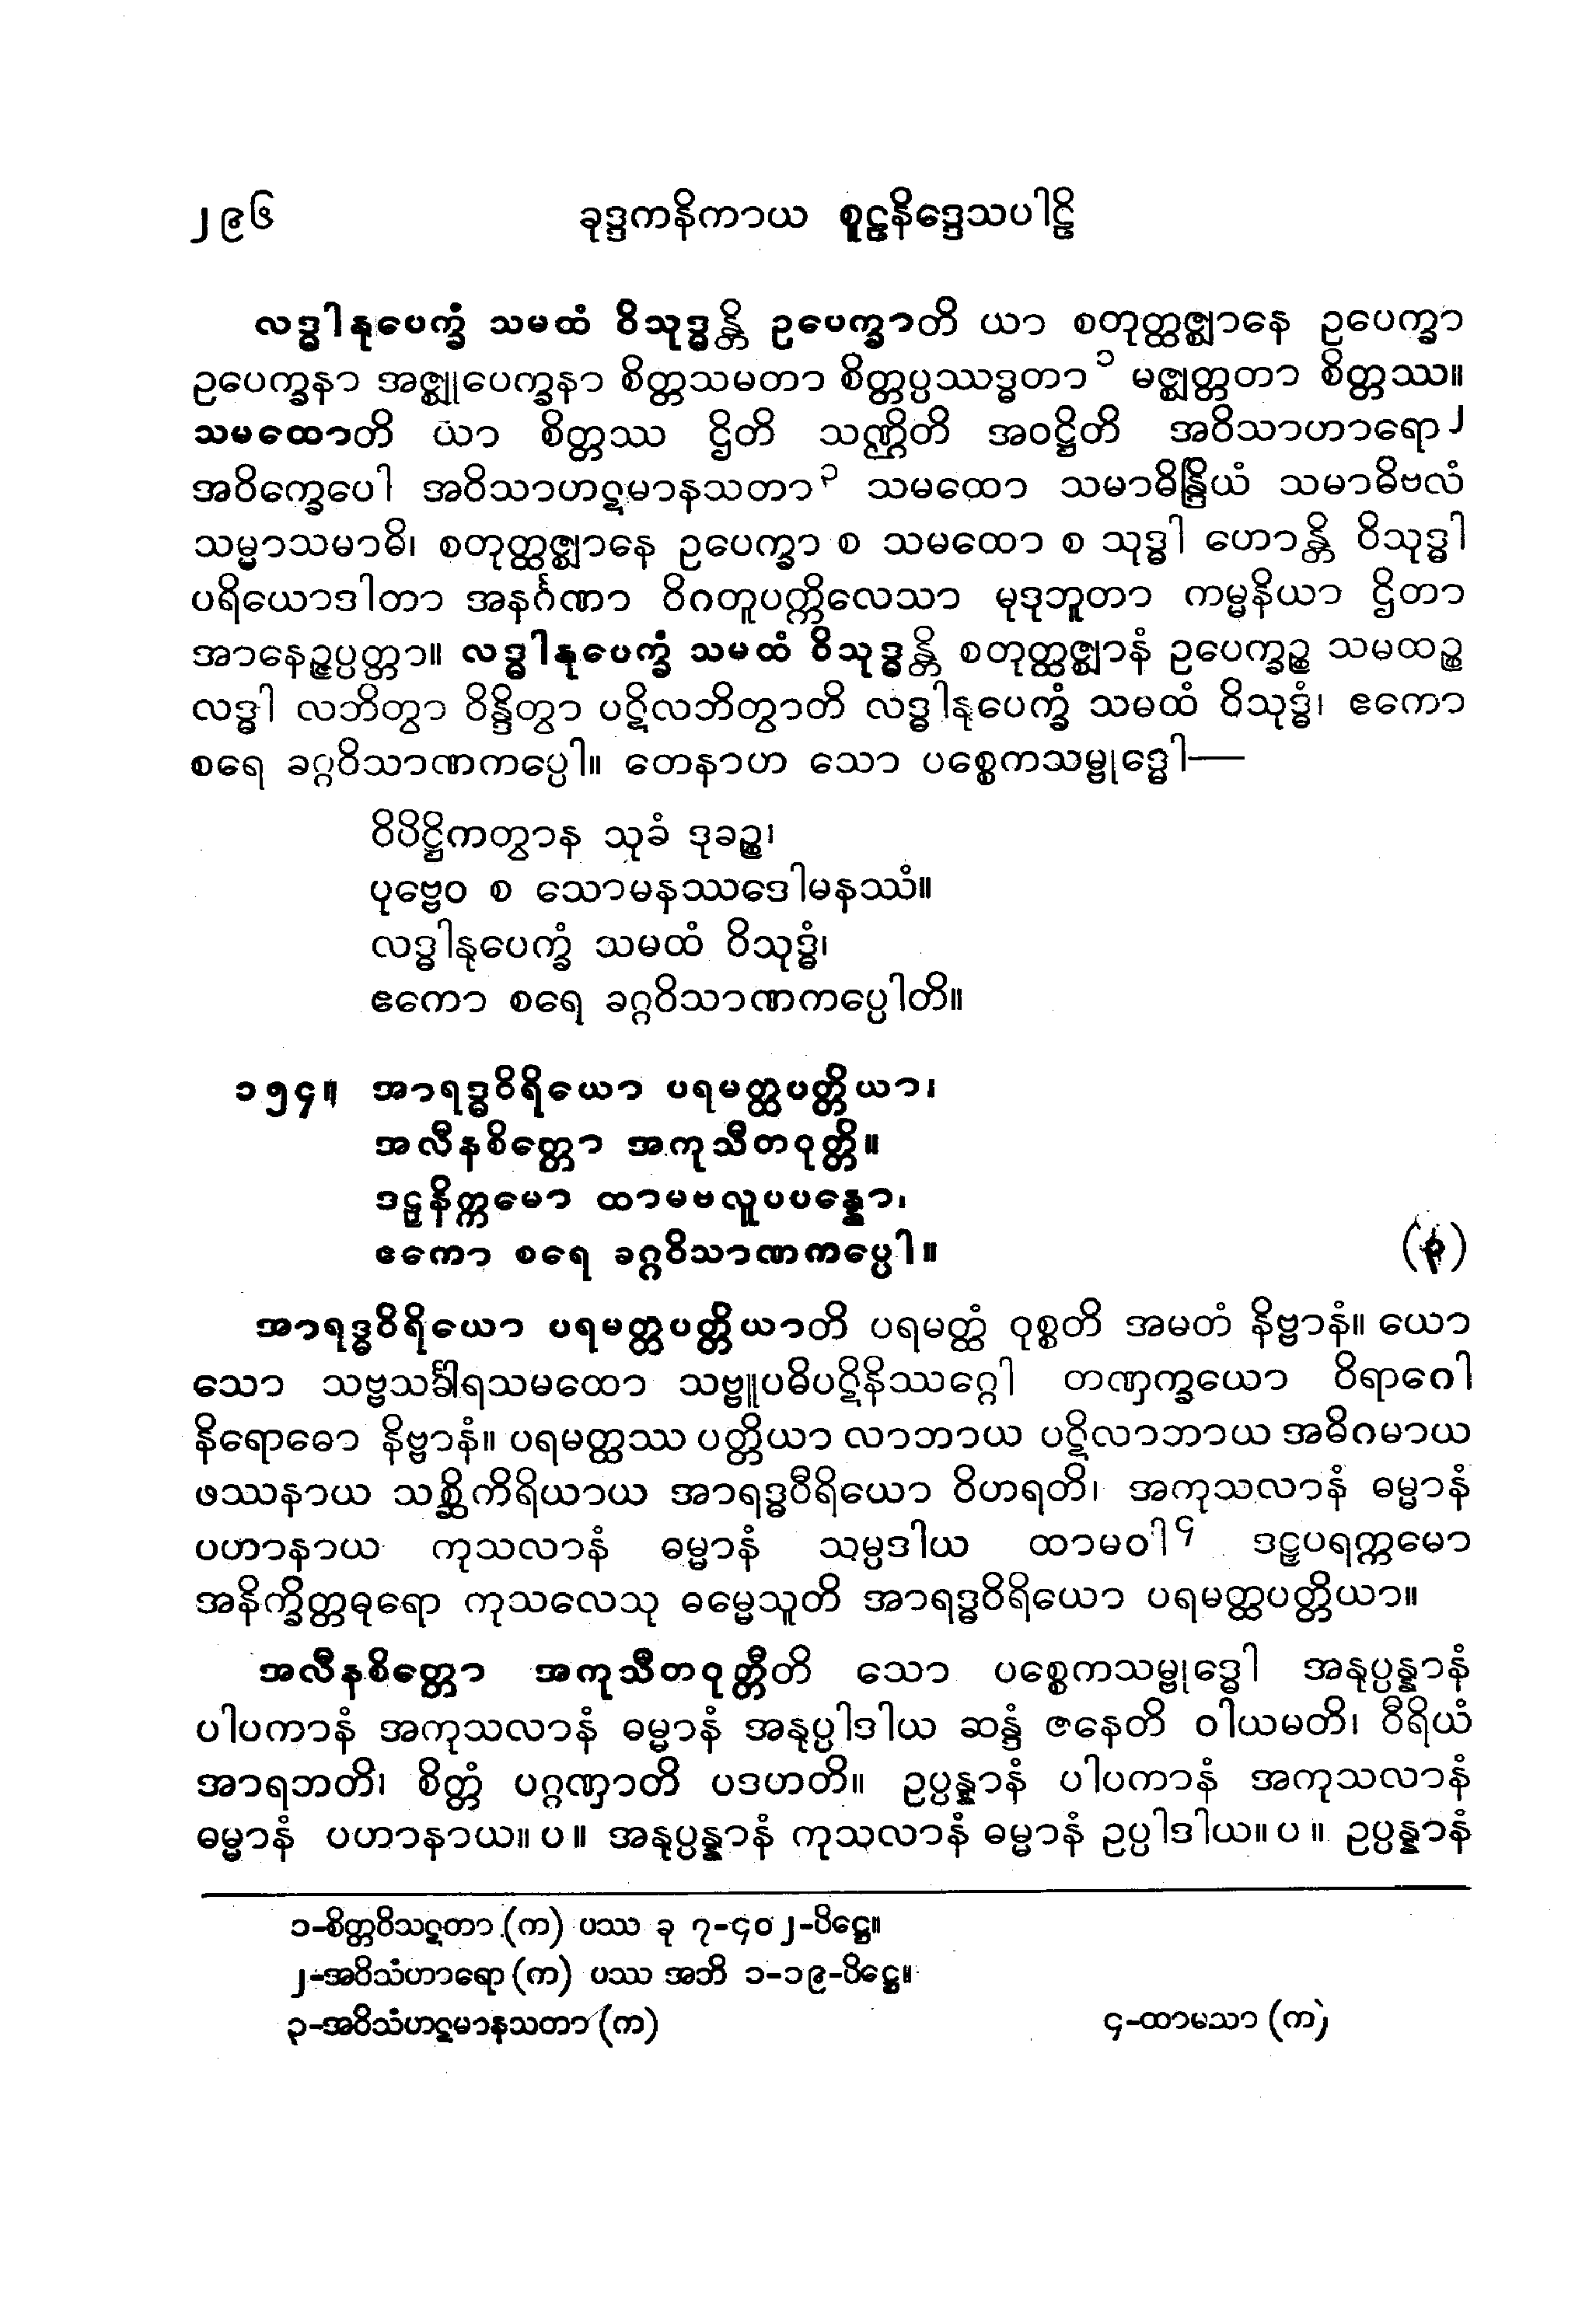 ၂၉၆ ခုဒ္ဒကနိကာယ စူဠနိဒ္ဒေသပါဠိ
လဒ္ဓါနုပေက္ခံ သမထံ ဝိသုဒ္ဓန္တိ ဥပေက္ခာတိ ယာ စတုတ္ထဇ္ဈာနေ ဥပေက္ခာ
ဥပေက္ခနာ အဇ္ဈုပေက္ခနာ စိတ္တသမတာ စိတ္တပ္ပဿဒ္ဓတာ၁ မဇ္ဈတ္တတာ စိတ္တဿ။
သမထောတိ ယာ စိတ္တဿ ဌိတိ သဏ္ဌိတိ အဝဋ္ဌိတိ အဝိသာဟာရော၂
အဝိက္ခေပေါ အဝိသာဟဋမာနသတာ၃ သမထော သမာဓိန္ဒြိယံ သမာဓိဗလံ
သမ္မာသမာဓိ၊ စတုတ္ထဇ္ဈာနေ ဥပေက္ခာ စ သမထော စ သုဒ္ဓါ ဟောန္တိ ဝိသုဒ္ဓါ
ပရိယောဒါတာ အနင်္ဂဏာ ဝိဂတူပက္ကိလေသာ မုဒုဘူတာ ကမ္မနိယာ ဌိတာ
အာနေဉ္ဇပ္ပတ္တာ။ လဒ္ဓါနုပေက္ခံ သမထံ ဝိသုဒ္ဓန္တိ စတုတ္ထဇ္ဈာနံ ဥပေက္ခဉ္စ သမထဉ္စ
လဒ္ဓါ လဘိတွာ ဝိန္ဒိတွာ ပဋိလဘိတွာတိ လဒ္ဓါနုပေက္ခံ သမထံ ဝိသုဒ္ဓံ၊ ဧကော
စရေ ခဂ္ဂဝိသာဏကပ္ပေါ။ တေနာဟ သော ပစ္စေကသမ္ဗုဒ္ဓေါ—
ဝိပိဋ္ဌိကတွာန သုခံ ဒုခဉ္စ၊
ပုဗ္ဗေဝ စ သောမနဿဒေါမနဿံ။
လဒ္ဓါနုပေက္ခံ သမထံ ဝိသုဒ္ဓံ၊
ဧကော စရေ ခဂ္ဂဝိသာဏကပ္ပေါတိ။
၁၅၄။ အာရဒ္ဓဝိရိယော ပရမတ္ထပတ္တိယာ၊
အလီနစိတ္တော အကုသီတဝုတ္တိ။
ဒဠှနိက္ကမော ထာမဗလူပပန္နော၊
ဧကော စရေ ခဂ္ဂဝိသာဏကပ္ပေါ။
အာရဒ္ဓဝိရိယော ပရမတ္ထပတ္တိယာတိ ပရမတ္ထံ ဝုစ္စတိ အမတံ နိဗ္ဗာနံ။ ယော
သော သဗ္ဗသင်္ခါရသမထော သဗ္ဗူပဓိပဋိနိဿဂ္ဂေါ တဏှက္ခယော ဝိရာဂေါ
နိရောဓော နိဗ္ဗာနံ။ ပရမတ္ထဿ ပတ္တိယာ လာဘာယ ပဋိလာဘာယ အဓိဂမာယ
ဖဿနာယ သစ္ဆိကိရိယာယ အာရဒ္ဓဝီရိယော ဝိဟရတိ၊ အကုသလာနံ ဓမ္မာနံ
ပဟာနာယ ကုသလာနံ ဓမ္မာနံ သမ္ပဒါယ ထာမဝါ၄ ဒဠှပရက္ကမော
အနိက္ခိတ္တဓုရော ကုသလေသု ဓမ္မေသူတိ အာရဒ္ဓဝိရိယော ပရမတ္ထပတ္တိယာ။
အလီနစိတ္တော အကုသီတဝုတ္တီတိ သော ပစ္စေကသမ္ဗုဒ္ဓေါ အနုပ္ပန္နာနံ
ပါပကာနံ အကုသလာနံ ဓမ္မာနံ အနုပ္ပါဒါယ ဆန္ဒံ ဇနေတိ ဝါယမတိ၊ ဝီရိယံ
အာရဘတိ၊ စိတ္တံ ပဂ္ဂဏှာတိ ပဒဟတိ။ ဥပ္ပန္နာနံ ပါပကာနံ အကုသလာနံ
ဓမ္မာနံ ပဟာနာယ။ပ။ အနုပ္ပန္နာနံ ကုသလာနံ ဓမ္မာနံ ဥပ္ပါဒါယ။ပ။ ဥပ္ပန္နာနံ
၁-စိတ္တဝိသဋတာ (က) ပဿ ခု ၇-၄၀၂-ပိဋ္ဌေ။
၂-အဝိသံဟာရော (က) ပဿ အဘိ ၁-၁၉-ပိဋ္ဌေ။
၃-အဝိသံဟဋမာနသတာ (က) ၄-ထာမသာ (က)